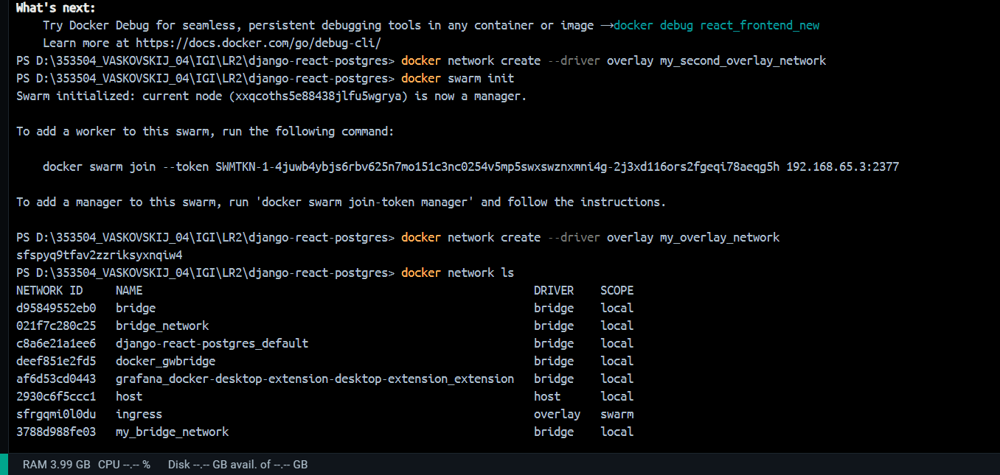 What's next:
Try Docker Debug for seamless, persistent debugging tools in any container or image →docker debug react_frontend_new
Learn more at https://docs.docker.com/go/debug-cli/
PS D:\353504_VASKOVSKIJ_04\IGI\LR2\django-react-postgres> docker network create --driver overlay my_second_overlay_network
PS D:\353504_VASKOVSKIJ_04\IGI\LR2\django-react-postgres> docker swarm init
Swarm initialized: current node (xxqcoths5e88438jlfu5wgrya) is now a manager.
To add a worker to this swarm, run the following command:
docker swarm join --token SWMTKN-1-4juwb4ybjs6rbv625n7mo151c3nc0254v5mp5swxswznxmni4g-2j3xd116ors2fgeqi78aeqg5h 192.168.65.3:2377
To add a manager to this swarm, run 'docker swarm join-token manager' and follow the instructions.
PS D:\353504_VASKOVSKIJ_04\IGI\LR2\django-react-postgres> docker network create --driver overlay my_overlay_network
sfspyq9tfav2zzriksyxnqiw4
PS D:\353504_VASKOVSKIJ_04\IGI\LR2\django-react-postgres> docker network ls
NETWORK ID NAME DRIVER SCOPE
d95849552eb0 bridge bridge local
021f7c280c25 bridge_network bridge local
c8a6e21a1ee6 django-react-postgres_default bridge local
deef851e2fd5 docker_gwbridge bridge local
af6d53cd0443 grafana_docker-desktop-extension-desktop-extension_extension bridge local
2930c6f5ccc1 host host local
sfrgqmi0l0du ingress overlay swarm
3788d988fe03 my_bridge_network bridge local
RAM 3.99 GB CPU --.-- % Disk --.-- GB avail. of --.-- GB